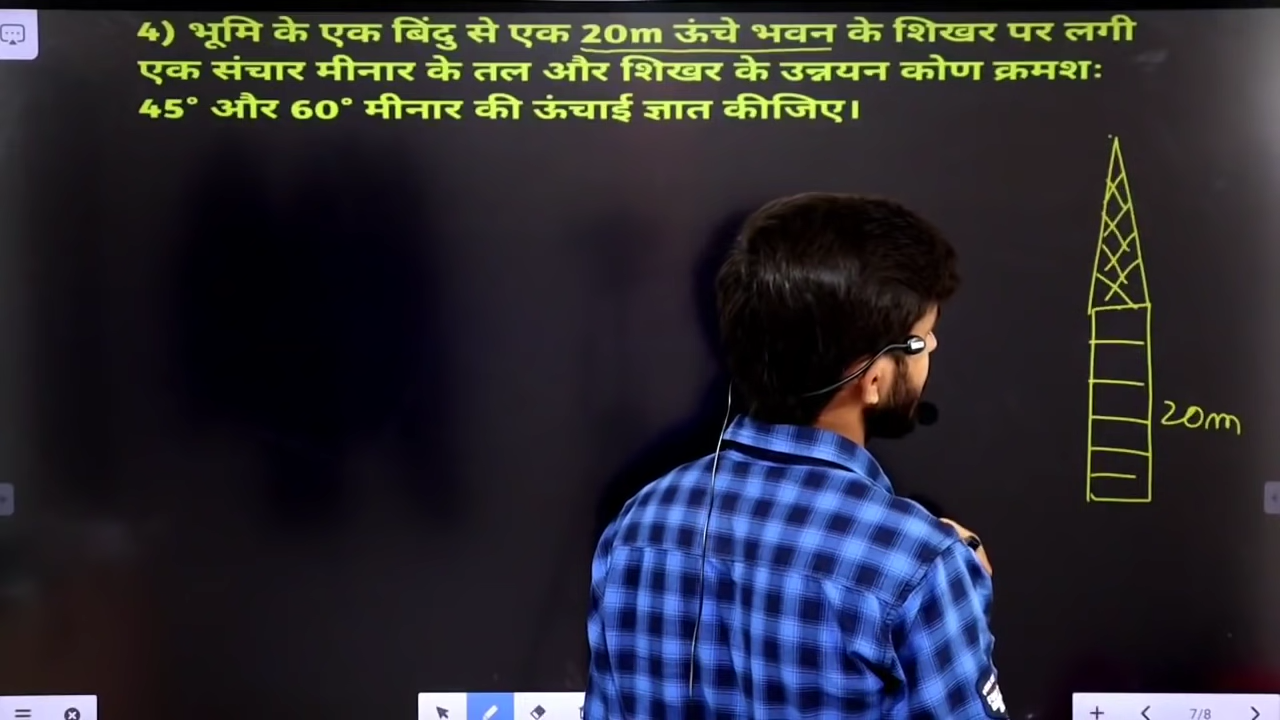 4) भूमि के एक बिंदु से एक 20m ऊंचे भवन के शिखर पर लगी
एक संचार मीनार के तल और शिखर के उन्नयन कोण क्रमशः
45° और 60° मीनार की ऊंचाई ज्ञात कीजिए।
20m
7/8